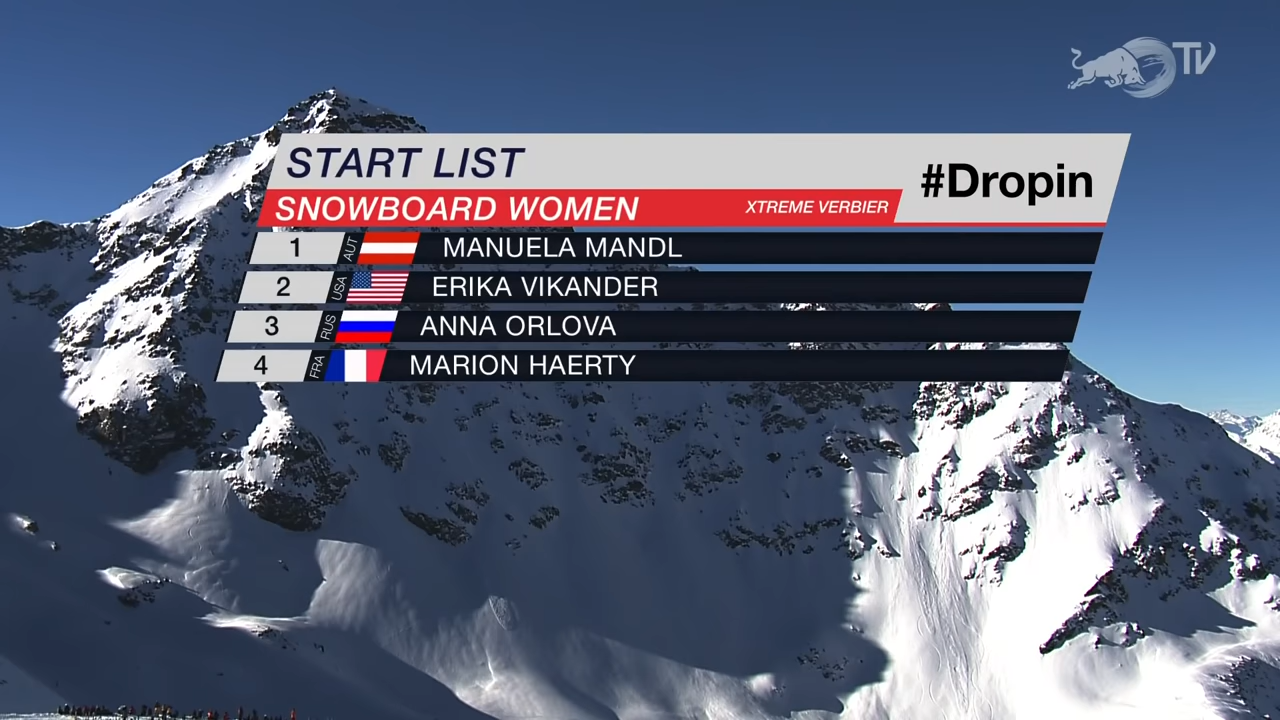 TV
START LIST
#Dropin
SNOWBOARD WOMEN XTREME VERBIER
1 AUT MANUELA MANDL
2 USA ERIKA VIKANDER
3 RUS ANNA ORLOVA
4 FRA MARION HAERTY